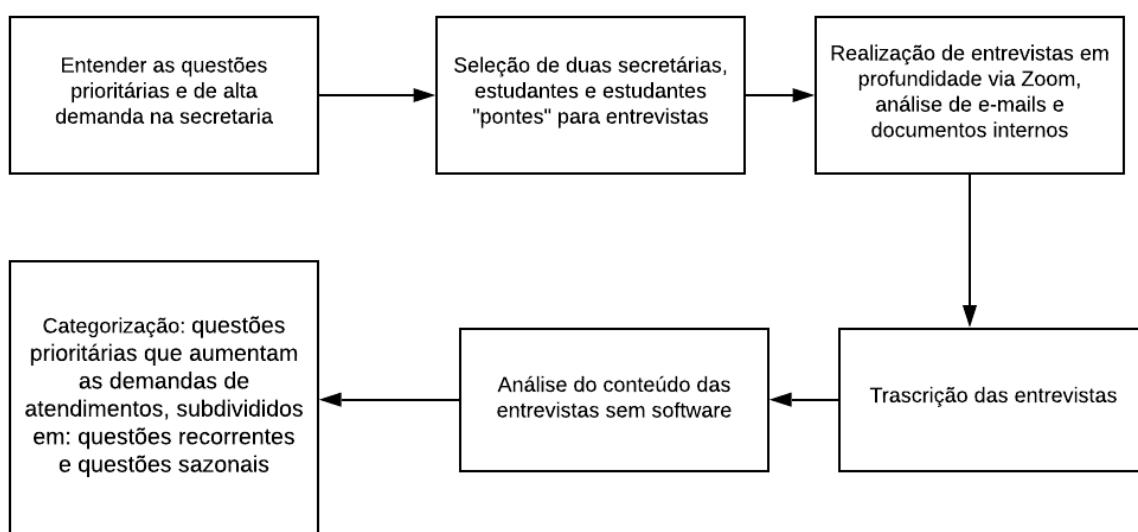 Entender as questões
prioritárias e de alta
demanda na secretaria
Seleção de duas secretárias,
estudantes e estudantes
"pontes" para entrevistas
Realização de entrevistas em
profundidade via Zoom,
análise de e-mails e
documentos internos
Trascrição das entrevistas
Análise do conteúdo das
entrevistas sem software
Categorização: questões
prioritárias que aumentam
as demandas de
atendimentos, subdivididos
em: questões recorrentes
e questões sazonais